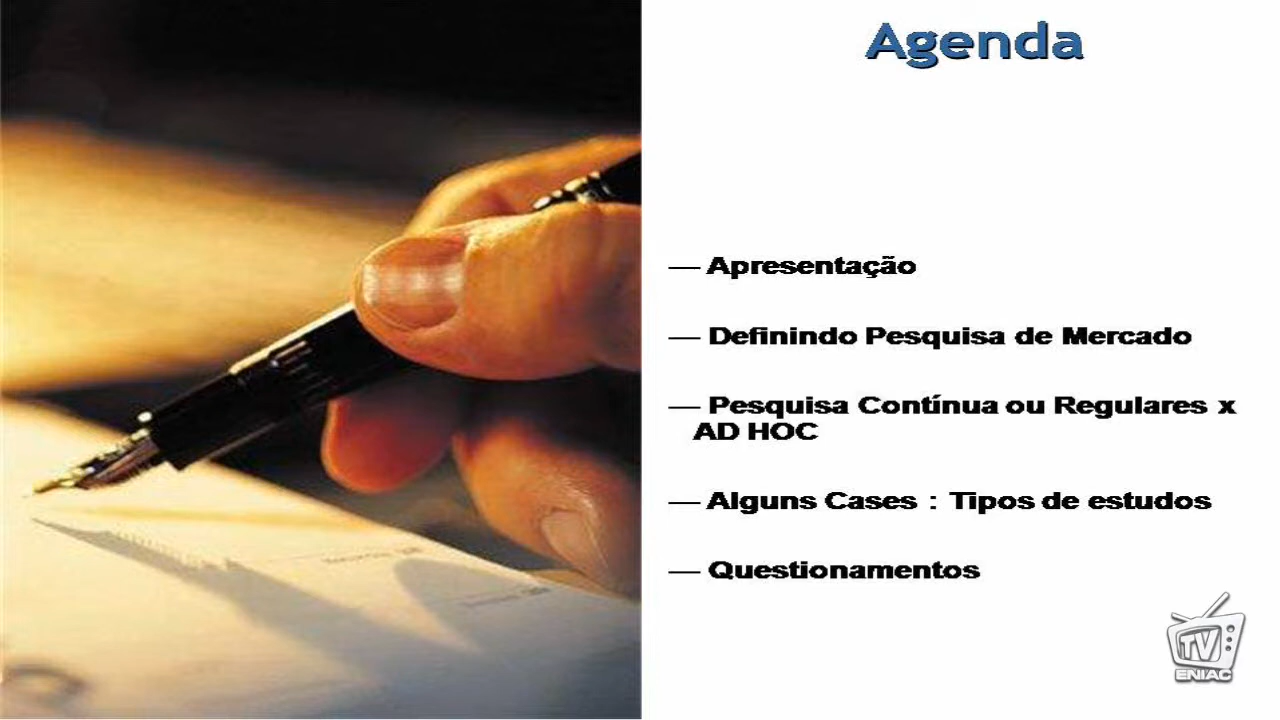 Agenda
— Apresentação
— Definindo Pesquisa de Mercado
— Pesquisa Contínua ou Regulares x
AD HOC
— Alguns Cases : Tipos de estudos
— Questionamentos
TV
ENIAC